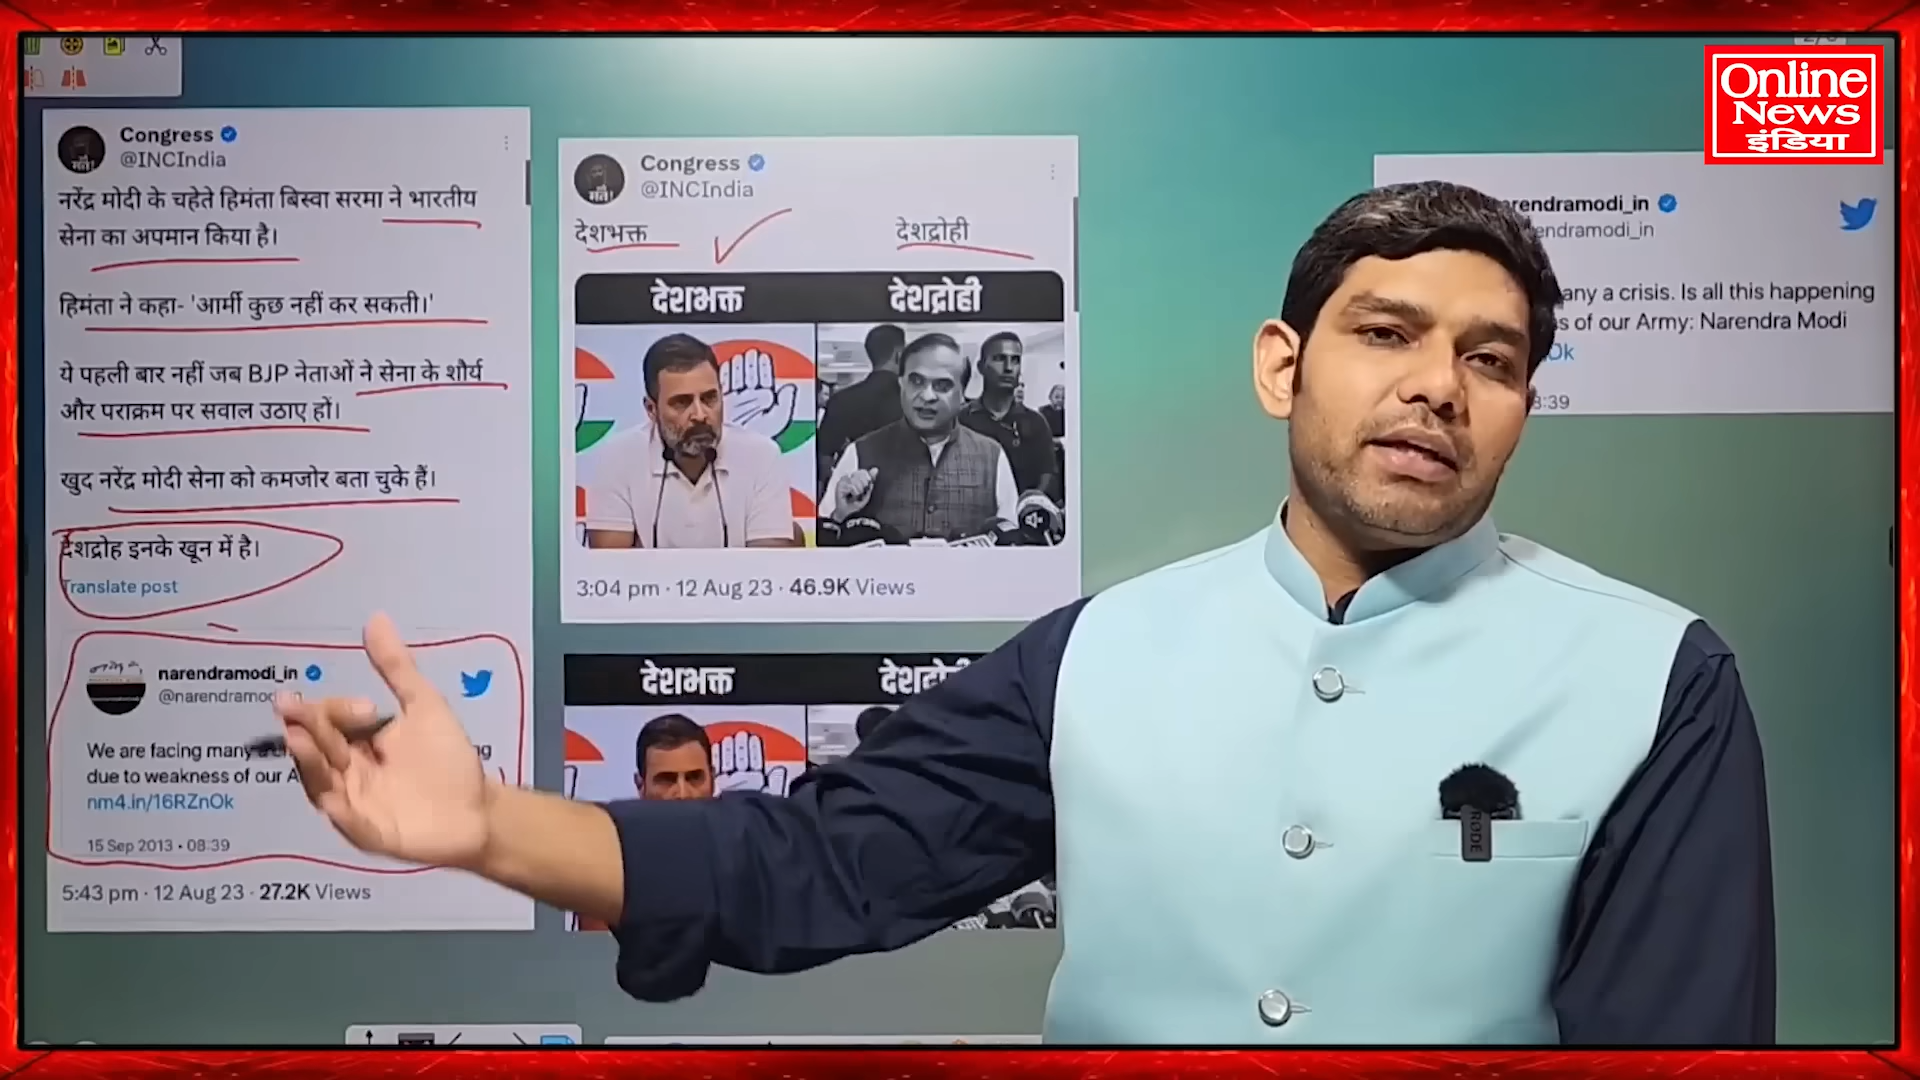 Online
News
इंडिया
Congress
@INCIndia
नरेंद्र मोदी के चहेते हिमंता बिस्वा सरमा ने भारतीय
सेना का अपमान किया है।
हिमंता ने कहा- 'आर्मी कुछ नहीं कर सकती।'
ये पहली बार नहीं जब BJP नेताओं ने सेना के शौर्य
और पराक्रम पर सवाल उठाए हों।
खुद नरेंद्र मोदी सेना को कमजोर बता चुके हैं।
देशद्रोह इनके खून में है।
Translate post
narendramodi_in
We are facing many
due to weakness of our
nm4.in/16RZnOk
15 Sep 2013 • 08:39
5:43 pm · 12 Aug 23 · 27.2K Views
Congress
@INCIndia
देशभक्त देशद्रोही
देशभक्त देशद्रोही
3:04 pm · 12 Aug 23 · 46.9K Views
देशभक्त
any a crisis. Is all this happening
of our Army: Narendra Modi
RØDE